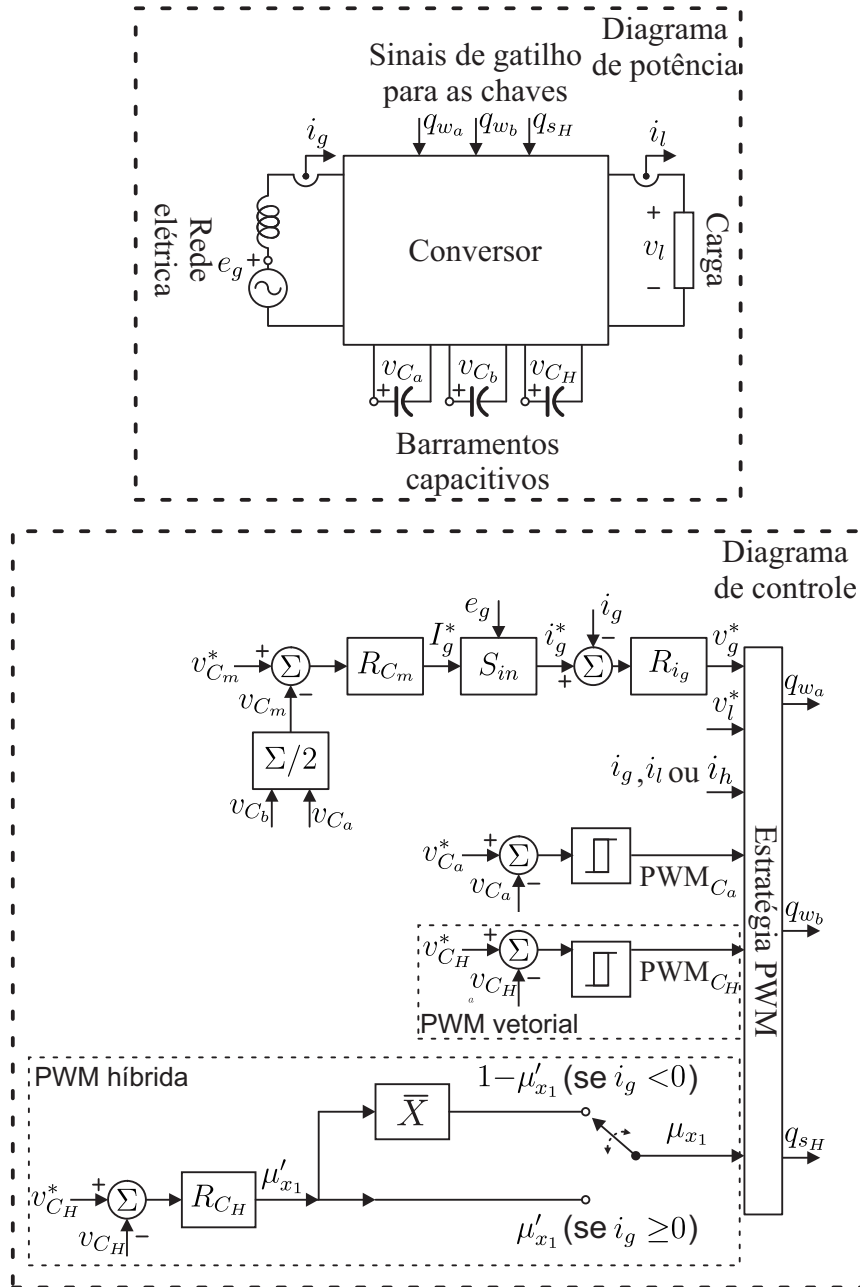 Diagrama
de potência
Sinais de gatilho
para as chaves
q_{w_a} q_{w_b} q_{s_H}
i_g
i_l
Rede
elétrica
e_g
+
Conversor
+
v_l
−
Carga
v_{C_a} v_{C_b} v_{C_H}
+ + +
Barramentos
capacitivos
Diagrama
de controle
e_g
i_g
v^*_{C_m} + Σ R_{C_m} I^*_g S_{in} i^*_g + − Σ R_{i_g} v^*_g
v_{C_m} −
Σ/2
v_{C_b} v_{C_a}
v^*_l
i_g, i_l ou i_h
q_{w_a}
v^*_{C_a} + Σ
v_{C_a} −
PWM_{C_a}
v^*_{C_H} + Σ
v_{C_H} −
a
PWM_{C_H}
PWM vetorial
Estratégia PWM
q_{w_b}
PWM híbrida
1−μ′_{x_1} (se i_g <0)
X̅
μ_{x_1}
q_{s_H}
v^*_{C_H} + Σ R_{C_H} μ′_{x_1}
v_{C_H} −
μ′_{x_1} (se i_g ≥0)